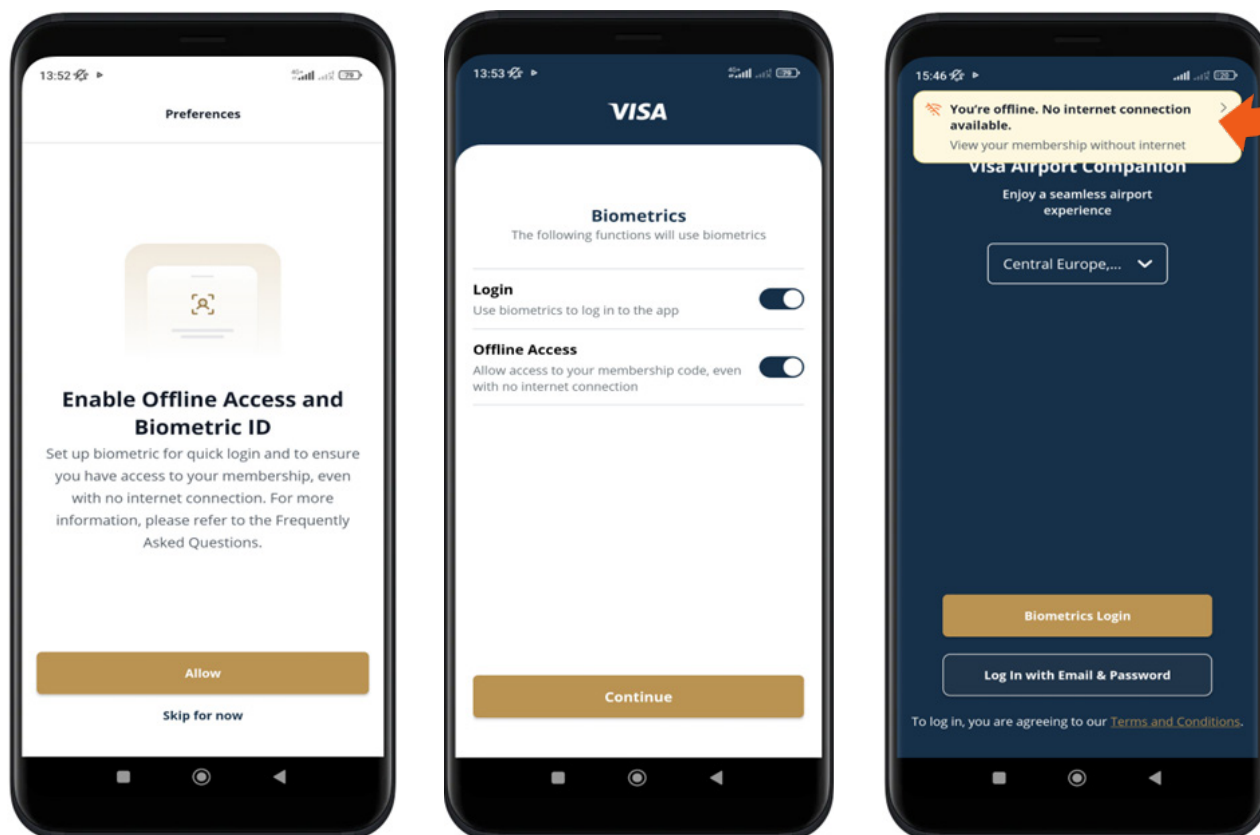 13:52
79
Preferences
Enable Offline Access and
Biometric ID
Set up biometric for quick login and to ensure
you have access to your membership, even
with no internet connection. For more
information, please refer to the Frequently
Asked Questions.
Allow
Skip for now
13:53
79
VISA
Biometrics
The following functions will use biometrics
Login
Use biometrics to log in to the app
Offline Access
Allow access to your membership code, even
with no internet connection
Continue
15:46
20
You're offline. No internet connection
available.
View your membership without internet
Visa Airport Companion
Enjoy a seamless airport
experience
Central Europe,...
Biometrics Login
Log In with Email & Password
To log in, you are agreeing to our Terms and Conditions.